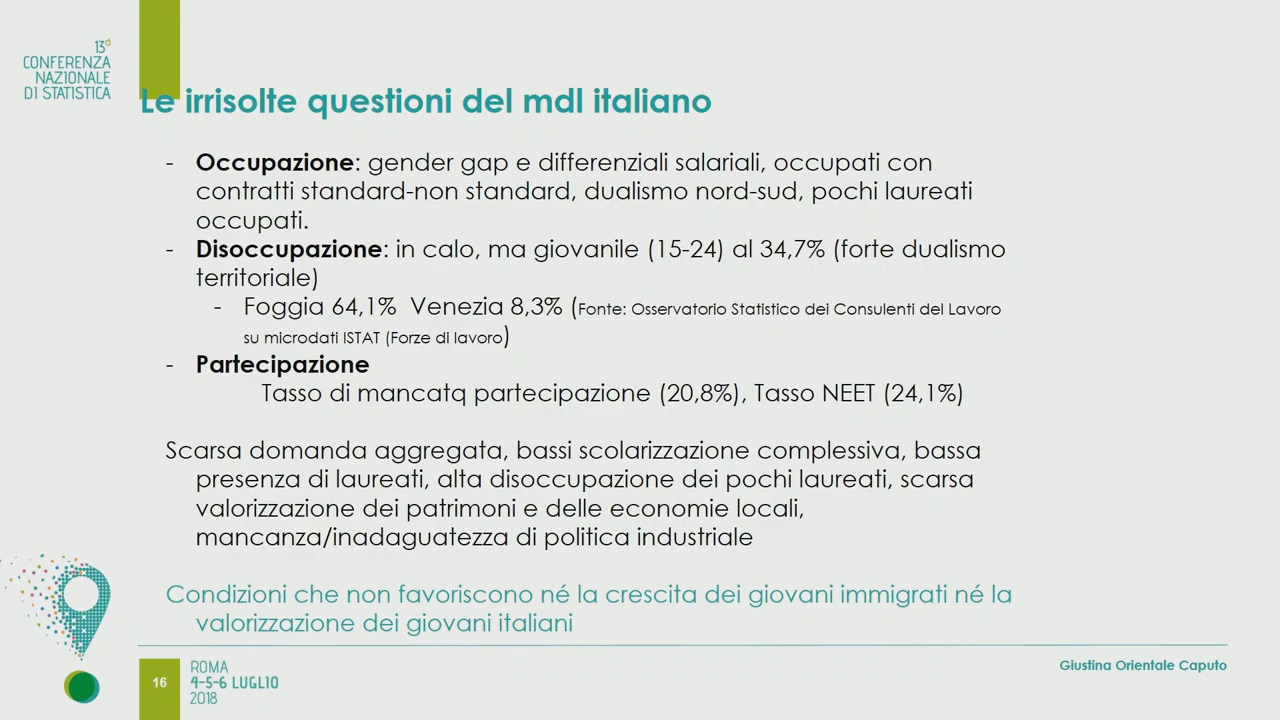 13ª
CONFERENZA
NAZIONALE
DI STATISTICA
Le irrisolte questioni del mdl italiano
- Occupazione: gender gap e differenziali salariali, occupati con
contratti standard-non standard, dualismo nord-sud, pochi laureati
occupati.
- Disoccupazione: in calo, ma giovanile (15-24) al 34,7% (forte dualismo
territoriale)
- Foggia 64,1% Venezia 8,3% (Fonte: Osservatorio Statistico dei Consulenti del Lavoro
su microdati ISTAT (Forze di lavoro)
- Partecipazione
Tasso di mancatq partecipazione (20,8%), Tasso NEET (24,1%)
Scarsa domanda aggregata, bassi scolarizzazione complessiva, bassa
presenza di laureati, alta disoccupazione dei pochi laureati, scarsa
valorizzazione dei patrimoni e delle economie locali,
mancanza/inadaguatezza di politica industriale
Condizioni che non favoriscono né la crescita dei giovani immigrati né la
valorizzazione dei giovani italiani
16
ROMA
4-5-6 LUGLIO
2018
Giustina Orientale Caputo